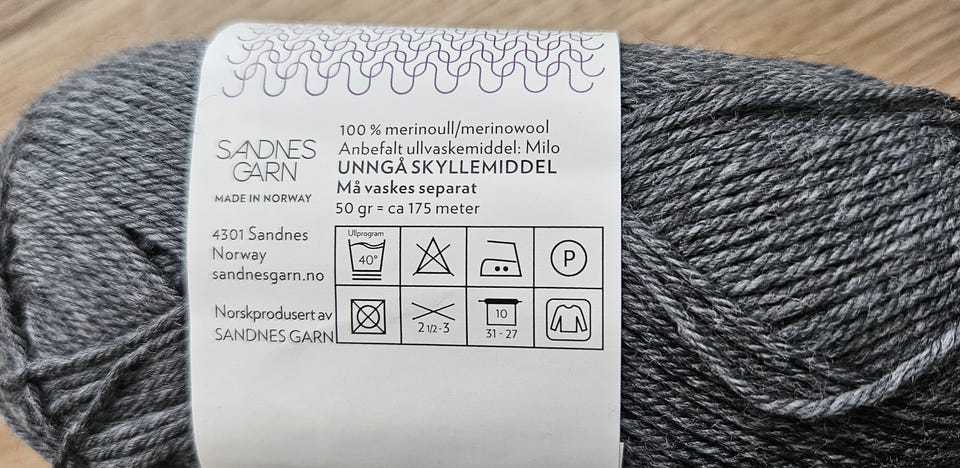 SANDNES
GARN
MADE IN NORWAY
4301 Sandnes
Norway
sandnesgarn.no
Norskprodusert av
SANDNES GARN
100 % merinoull/merinowool
Anbefalt ullvaskemiddel: Milo
UNNGÅ SKYLLEMIDDEL
Må vaskes separat
50 gr = ca 175 meter
Ullprogram
40°
P
2 1/2 - 3
10
31 - 27